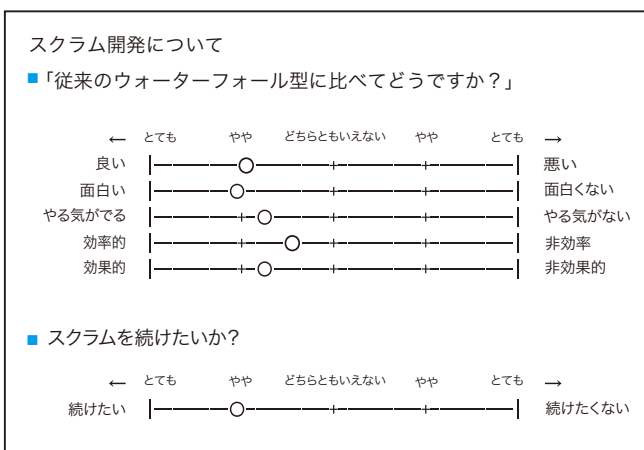 スクラム開発について
■「従来のウォーターフォール型に比べてどうですか？」
← とても やや どちらともいえない やや とても →
良い 悪い
面白い 面白くない
やる気がでる やる気がない
効率的 非効率
効果的 非効果的
■ スクラムを続けたいか?
← とても やや どちらともいえない やや とても →
続けたい 続けたくない